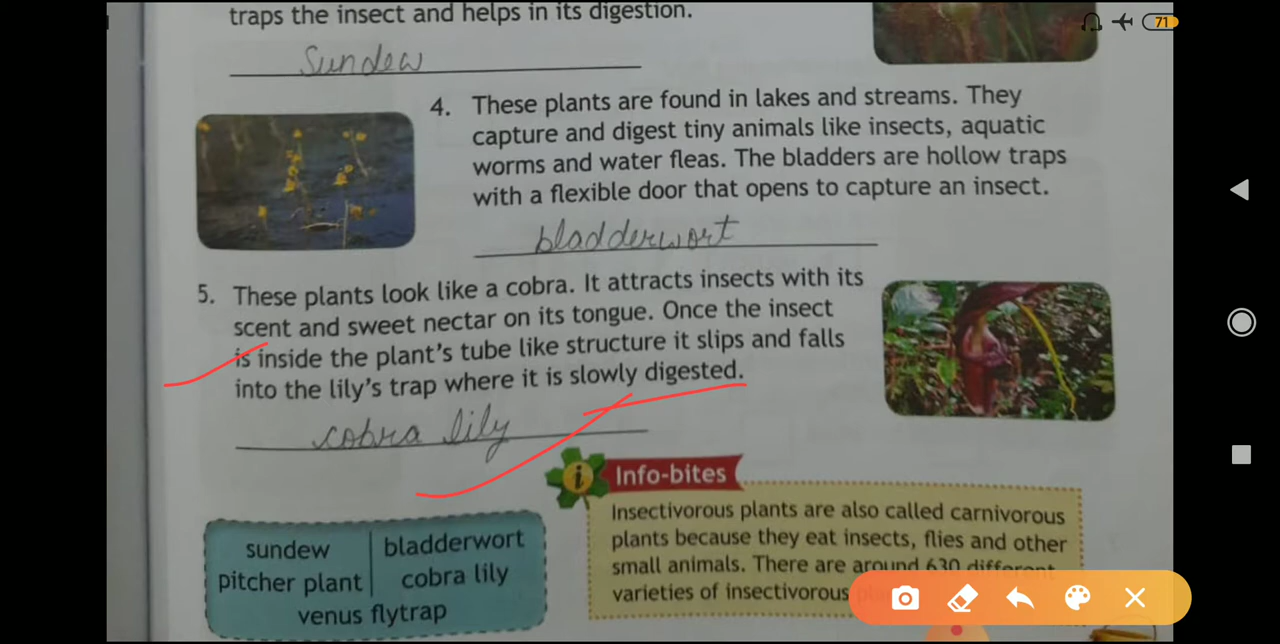 traps the insect and helps in its digestion.
71
Sundew
4. These plants are found in lakes and streams. They
capture and digest tiny animals like insects, aquatic
worms and water fleas. The bladders are hollow traps
with a flexible door that opens to capture an insect.
bladderwort
5. These plants look like a cobra. It attracts insects with its
scent and sweet nectar on its tongue. Once the insect
is inside the plant's tube like structure it slips and falls
into the lily's trap where it is slowly digested.
cobra lily
i Info-bites
Insectivorous plants are also called carnivorous
plants because they eat insects, flies and other
small animals. There are around 630 different
varieties of insectivorous
sundew
bladderwort
pitcher plant
cobra lily
venus flytrap